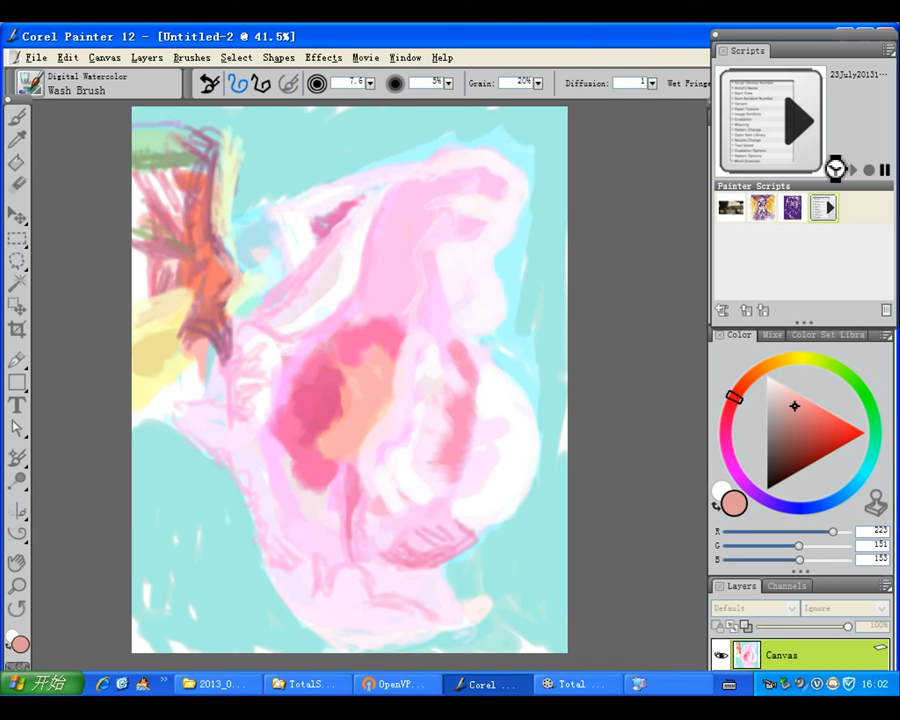 Corel Painter 12 - [Untitled-2 @ 41.5%]
File Edit Canvas Layers Brushes Select Shapes Effects Movie Window Help
Digital Watercolor
Wash Brush
7.6
5%
Grain: 20%
Diffusion: 1
Wet Fringe
Scripts
23July20131...
Painter Scripts
Color Mixe Color Set Libra
R 223
G 151
B 153
Layers Channels
Default Ignore
100%
Canvas
开始
2013_0...
TotalS...
OpenVP...
Corel ...
Total ...
16:02